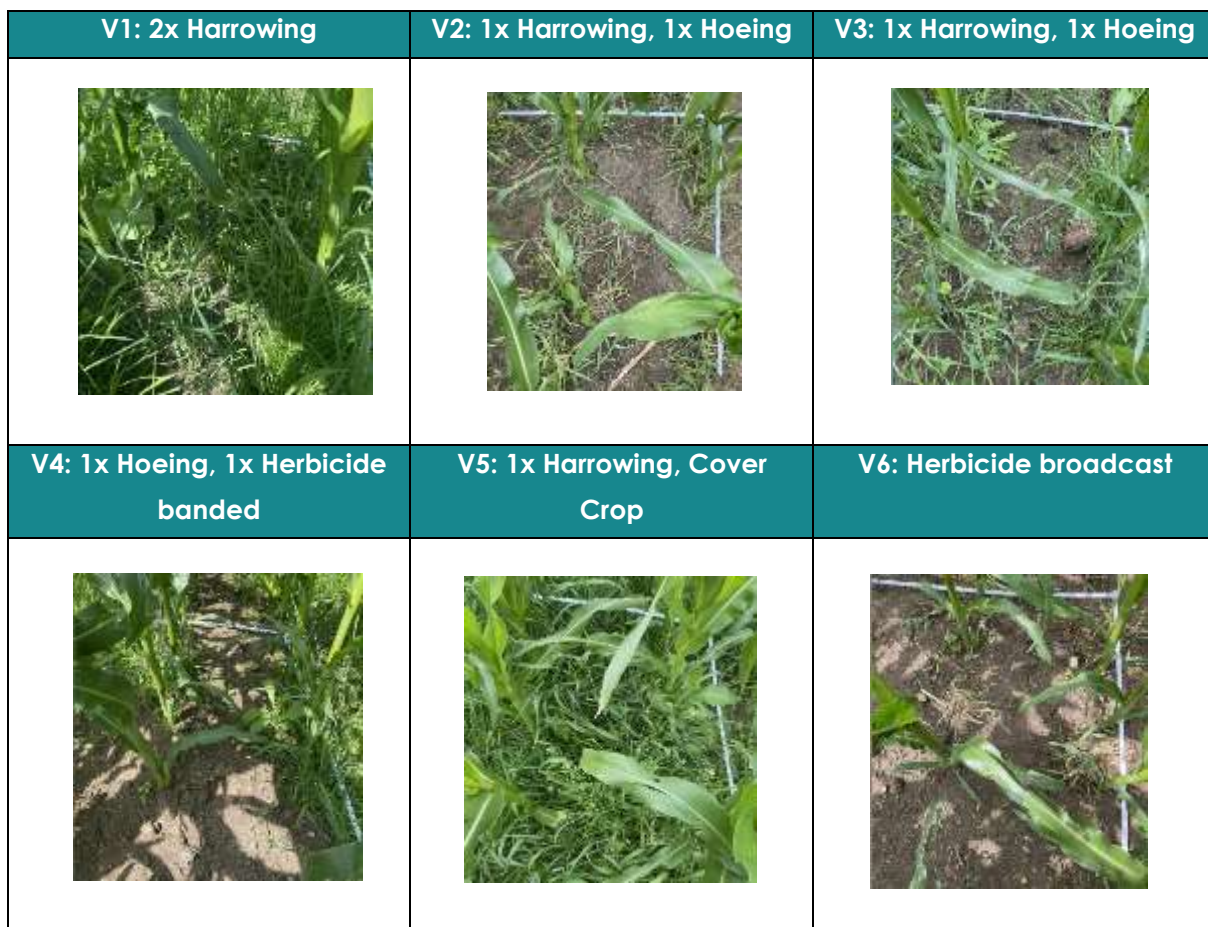 V1: 2x Harrowing
V2: 1x Harrowing, 1x Hoeing
V3: 1x Harrowing, 1x Hoeing
V4: 1x Hoeing, 1x Herbicide
banded
V5: 1x Harrowing, Cover
Crop
V6: Herbicide broadcast